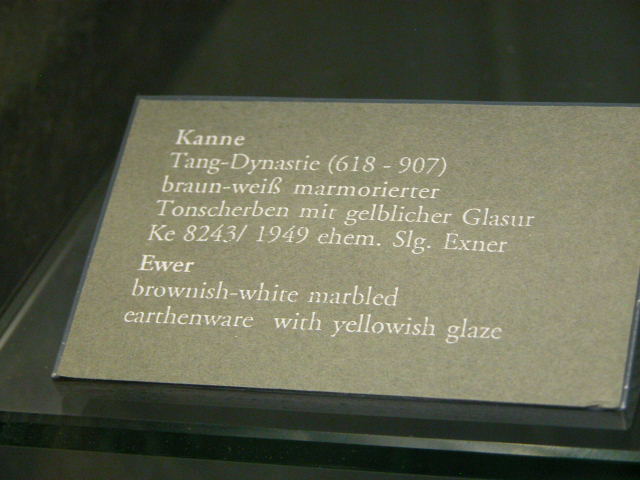 Kanne
Tang-Dynastie (618 - 907)
braun-weiß marmorierter
Tonscherben mit gelblicher Glasur
Ke 8243/ 1949 ehem. Slg. Exner
Ewer
brownish-white marbled
earthenware with yellowish glaze